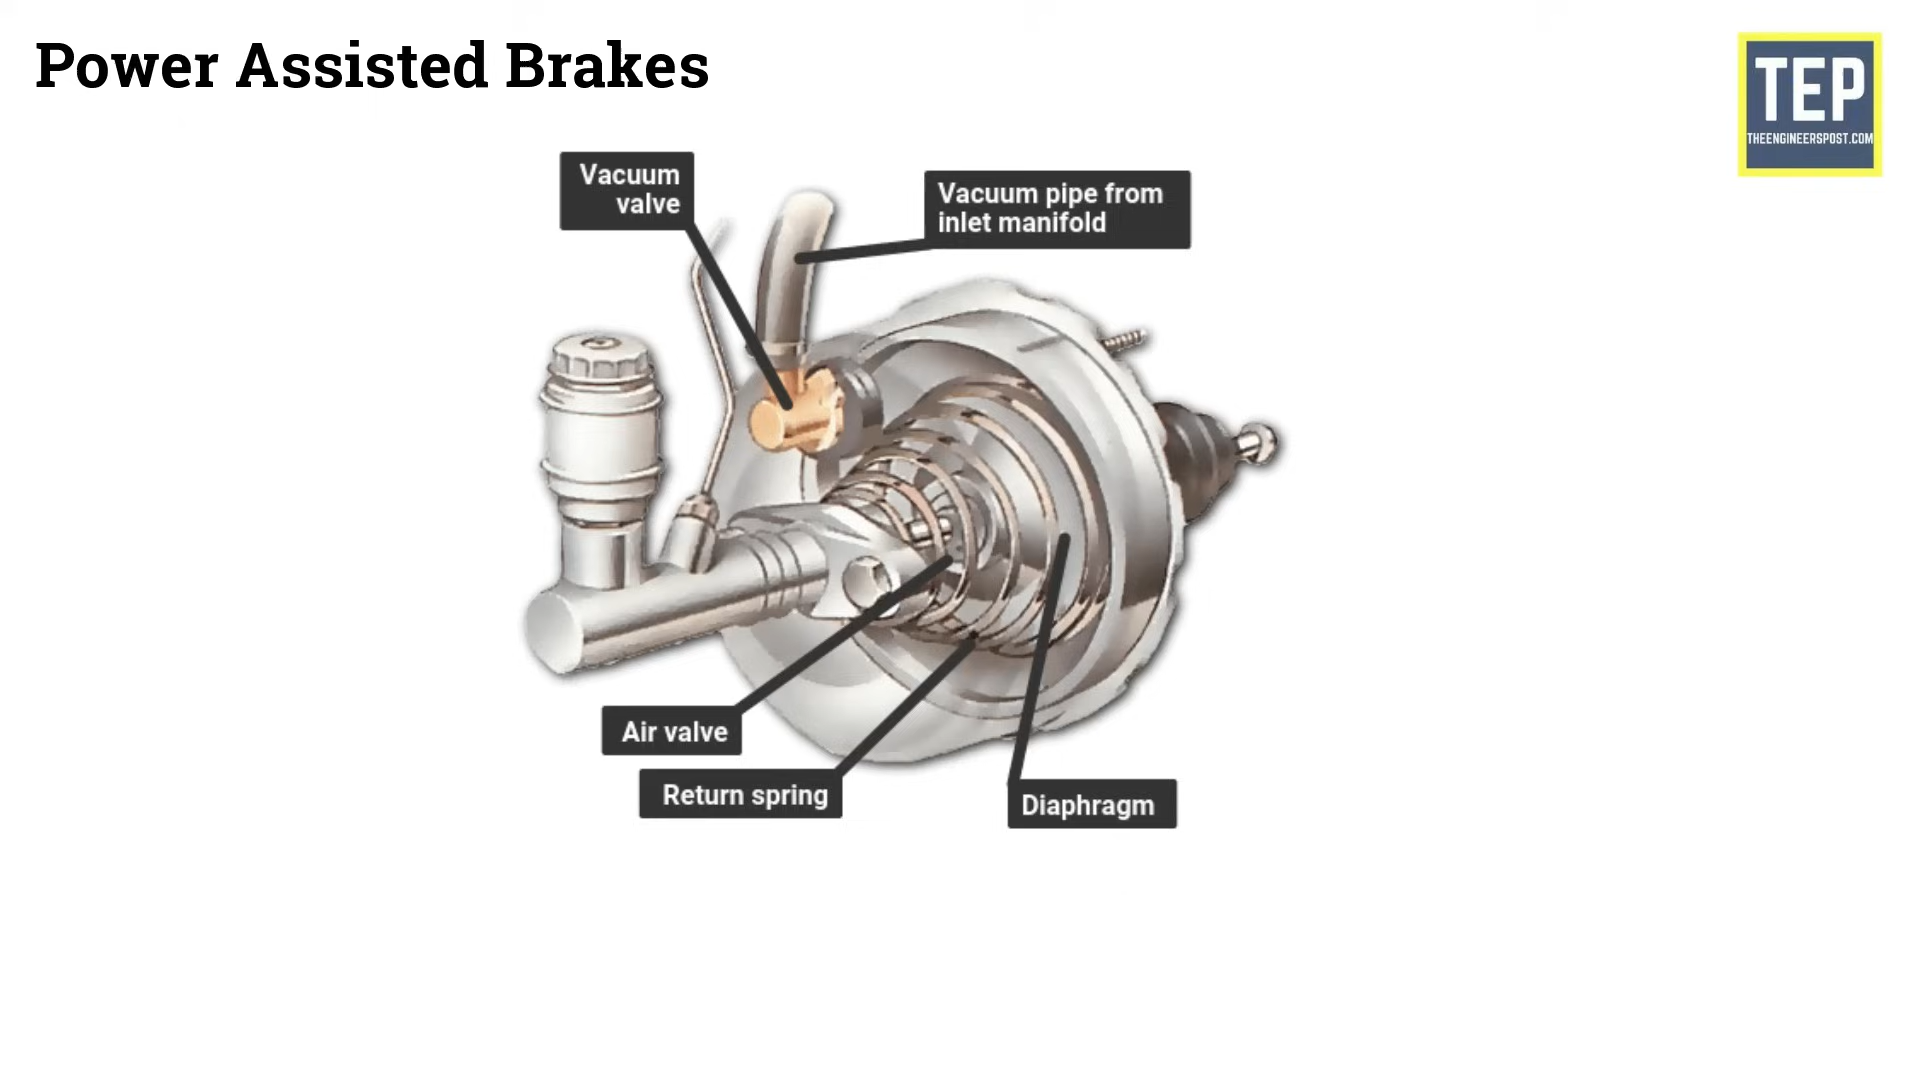 Power Assisted Brakes
TEP
THEENGINEERSPOST.COM
Vacuum
valve
Vacuum pipe from
inlet manifold
Air valve
Return spring
Diaphragm